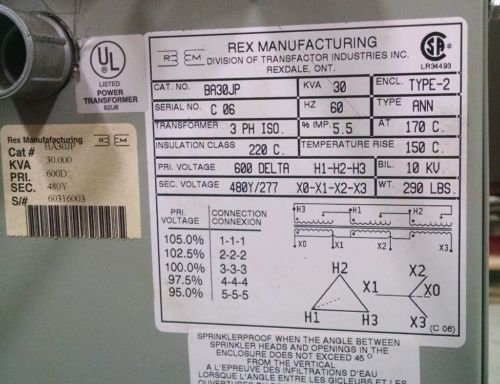 UL
LISTED
POWER
TRANSFORMER
62U8
REX MANUFACTURING
DIVISION OF TRANSFACTOR INDUSTRIES INC.
REXDALE, ONT.
LR34493
CAT. NO. BA30JP KVA 30 ENCL. TYPE-2
SERIAL NO. C 06 HZ 60 TYPE ANN
TRANSFORMER 3 PH ISO. % IMP. 5.5 AT 170 C.
INSULATION CLASS 220 C. TEMPERATURE RISE 150 C.
PRI. VOLTAGE 600 DELTA H1-H2-H3 BIL. 10 KV.
SEC. VOLTAGE 480Y/277 X0-X1-X2-X3 WT. 290 LBS.
Rex Manufacturing
Cat # BA30JP
KVA 30.000
PRI. 600D
SEC. 480Y
S/# 60316003
PRI. CONNECTION
VOLTAGE CONNEXION
105.0% 1-1-1
102.5% 2-2-2
100.0% 3-3-3
97.5% 4-4-4
95.0% 5-5-5
H3 H2 H1
X0 X1 X2 X3
H2 X2
X1 X0
H1 H3 X3
(C 06)
SPRINKLERPROOF WHEN THE ANGLE BETWEEN
SPRINKLER HEADS AND OPENINGS IN THE
ENCLOSURE DOES NOT EXCEED 45 °
FROM THE VERTICAL
A L'EPREUVE DES INFILTRATIONS D'EAU
LORSQUE L'ANGLE ENTRE LES GICLEURS ET LES